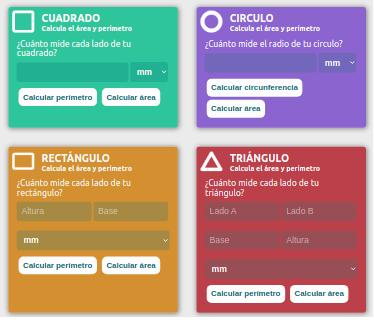 CUADRADO
Calcula el área y perímetro
¿Cuánto mide cada lado de tu
cuadrado?
mm
Calcular perímetro
Calcular área
CIRCULO
Calcula el área y perímetro
¿Cuánto mide el radio de tu circulo?
mm
Calcular circunferencia
Calcular área
RECTÁNGULO
Calcula el área y perímetro
¿Cuánto mide cada lado de tu
rectángulo?
Altura
Base
mm
Calcular perímetro
Calcular área
TRIÁNGULO
Calcula el área y perímetro
¿Cuánto mide cada lado de tu
triángulo?
Lado A
Lado B
Base
Altura
mm
Calcular perímetro
Calcular área